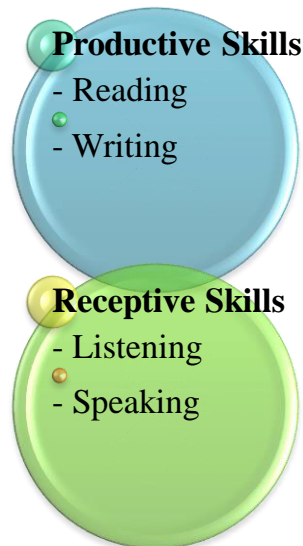 Productive Skills
- Reading
- Writing
Receptive Skills
- Listening
- Speaking